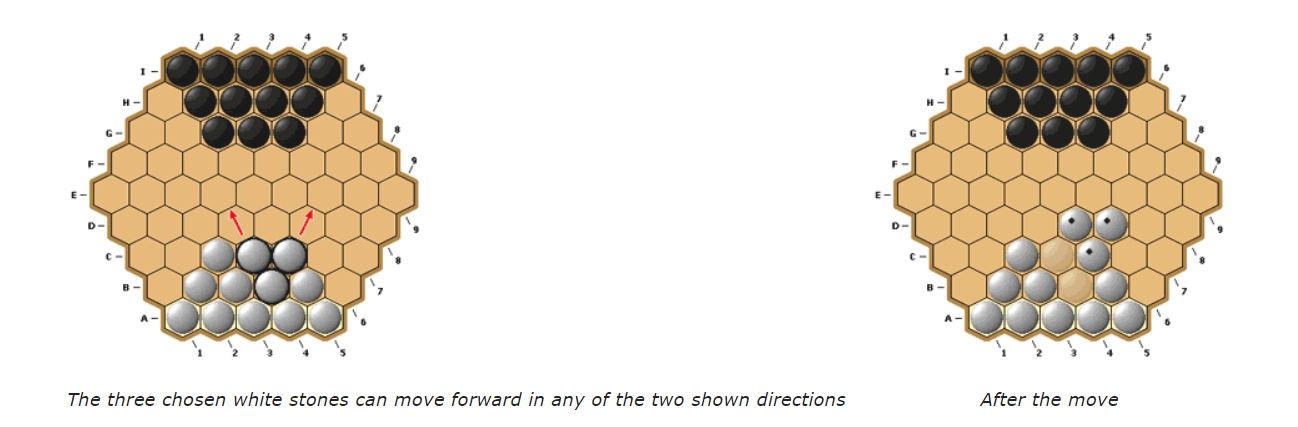 1 2 3 4 5 1 2 3 4 5
I 6 I 6
H 7 H 7
G 8 G 8
F 9 F 9
E E
D 9 D 9
C 8 C 8
B 7 B 7
A 6 A 6
1 2 3 4 5 1 2 3 4 5
The three chosen white stones can move forward in any of the two shown directions After the move